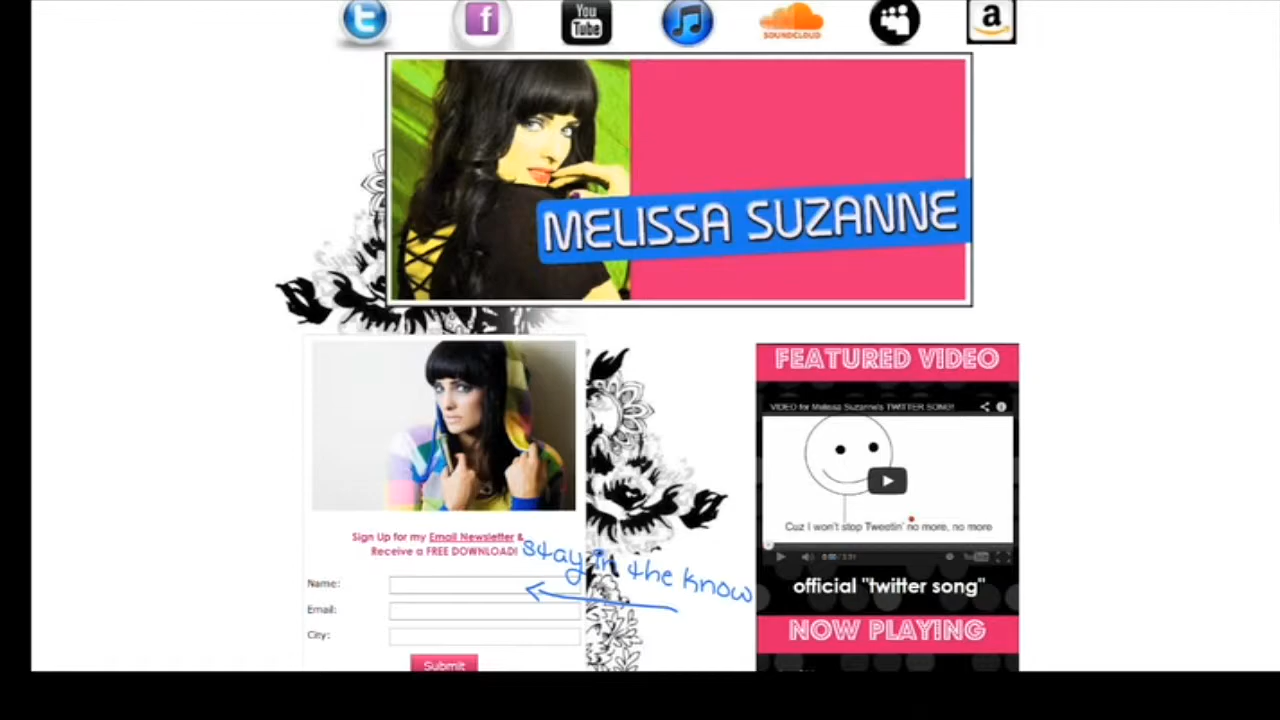 You
Tube
SOUNDCLOUD
a
MELISSA SUZANNE
FEATURED VIDEO
VIDEO for Melissa Suzanne's TWITTER SONG!
Cuz I won't stop Tweetin' no more, no more
official "twitter song"
NOW PLAYING
Sign Up for my Email Newsletter &
Receive a FREE DOWNLOAD!
stay in the know
Name:
Email:
City:
Submit